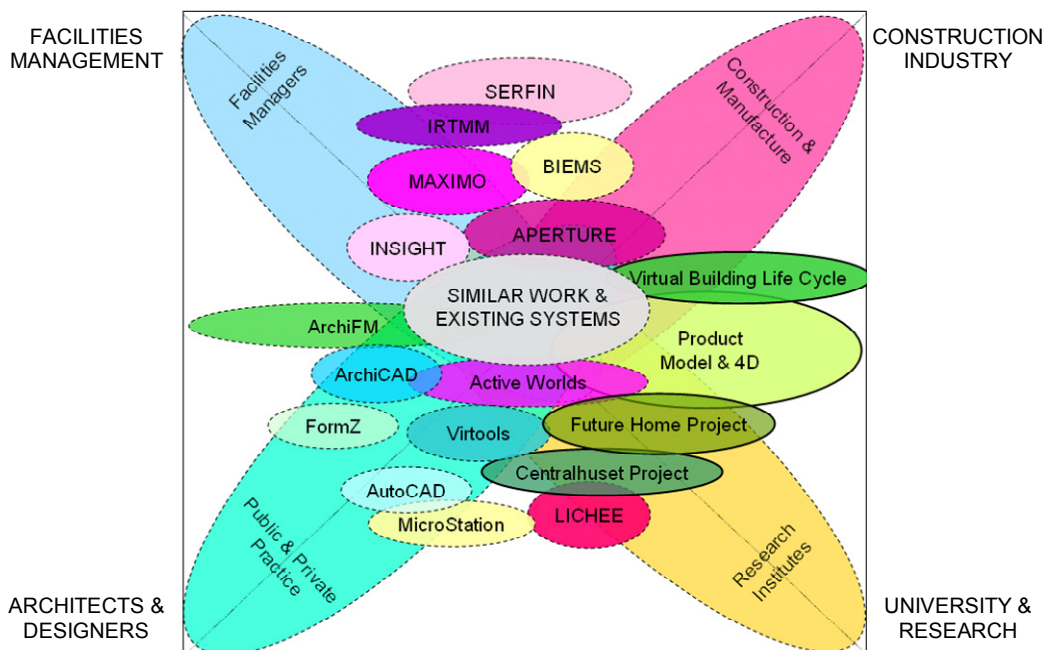 FACILITIES
MANAGEMENT
CONSTRUCTION
INDUSTRY
Facilities
Managers
Construction &
Manufacture
SERFIN
IRTMM
BIEMS
MAXIMO
APERTURE
INSIGHT
Virtual Building Life Cycle
SIMILAR WORK &
EXISTING SYSTEMS
ArchiFM
Product
Model & 4D
ArchiCAD
Active Worlds
FormZ
Virtools
Future Home Project
Centralhuset Project
AutoCAD
MicroStation
LICHEE
Public & Private
Practice
Research
Institutes
ARCHITECTS &
DESIGNERS
UNIVERSITY &
RESEARCH